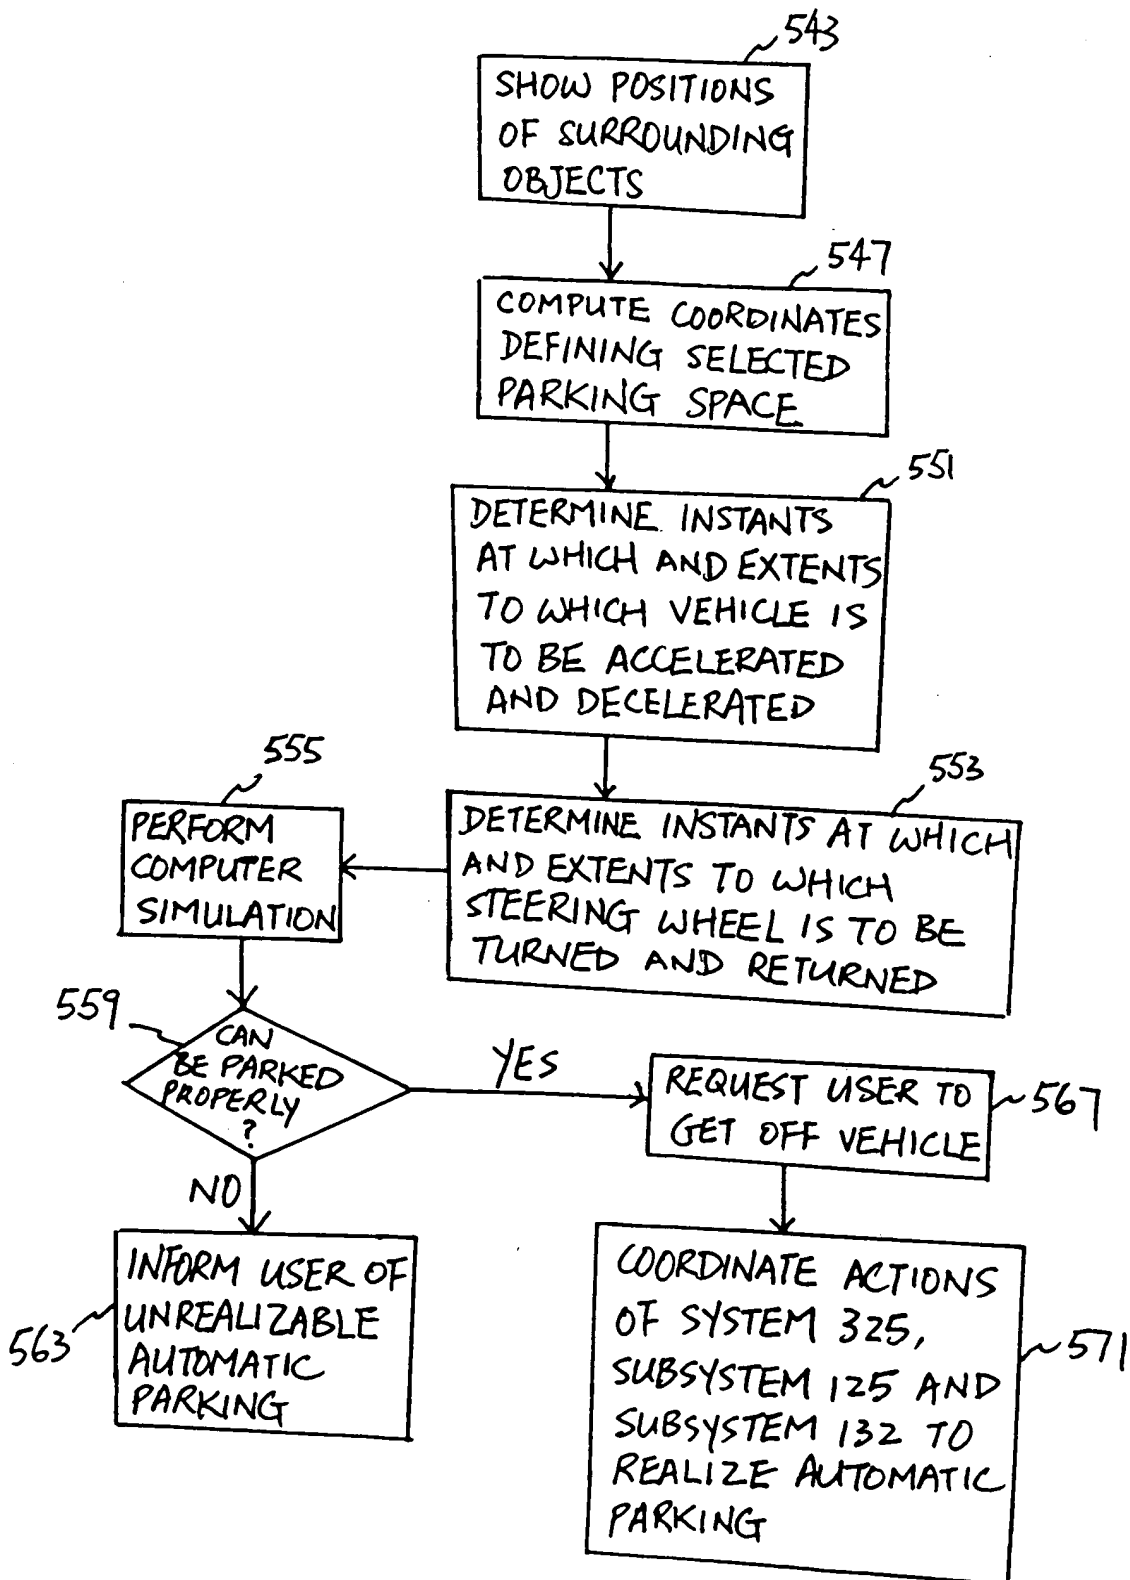 543
SHOW POSITIONS
OF SURROUNDING
OBJECTS
547
COMPUTE COORDINATES
DEFINING SELECTED
PARKING SPACE
551
DETERMINE INSTANTS
AT WHICH AND EXTENTS
TO WHICH VEHICLE IS
TO BE ACCELERATED
AND DECELERATED
553
DETERMINE INSTANTS AT WHICH
AND EXTENTS TO WHICH
STEERING WHEEL IS TO BE
TURNED AND RETURNED
555
PERFORM
COMPUTER
SIMULATION
559
CAN
BE PARKED
PROPERLY
?
YES
NO
REQUEST USER TO
GET OFF VEHICLE
567
INFORM USER OF
UNREALIZABLE
AUTOMATIC
PARKING
563
COORDINATE ACTIONS
OF SYSTEM 325,
SUBSYSTEM 125 AND
SUBSYSTEM 132 TO
REALIZE AUTOMATIC
PARKING
571